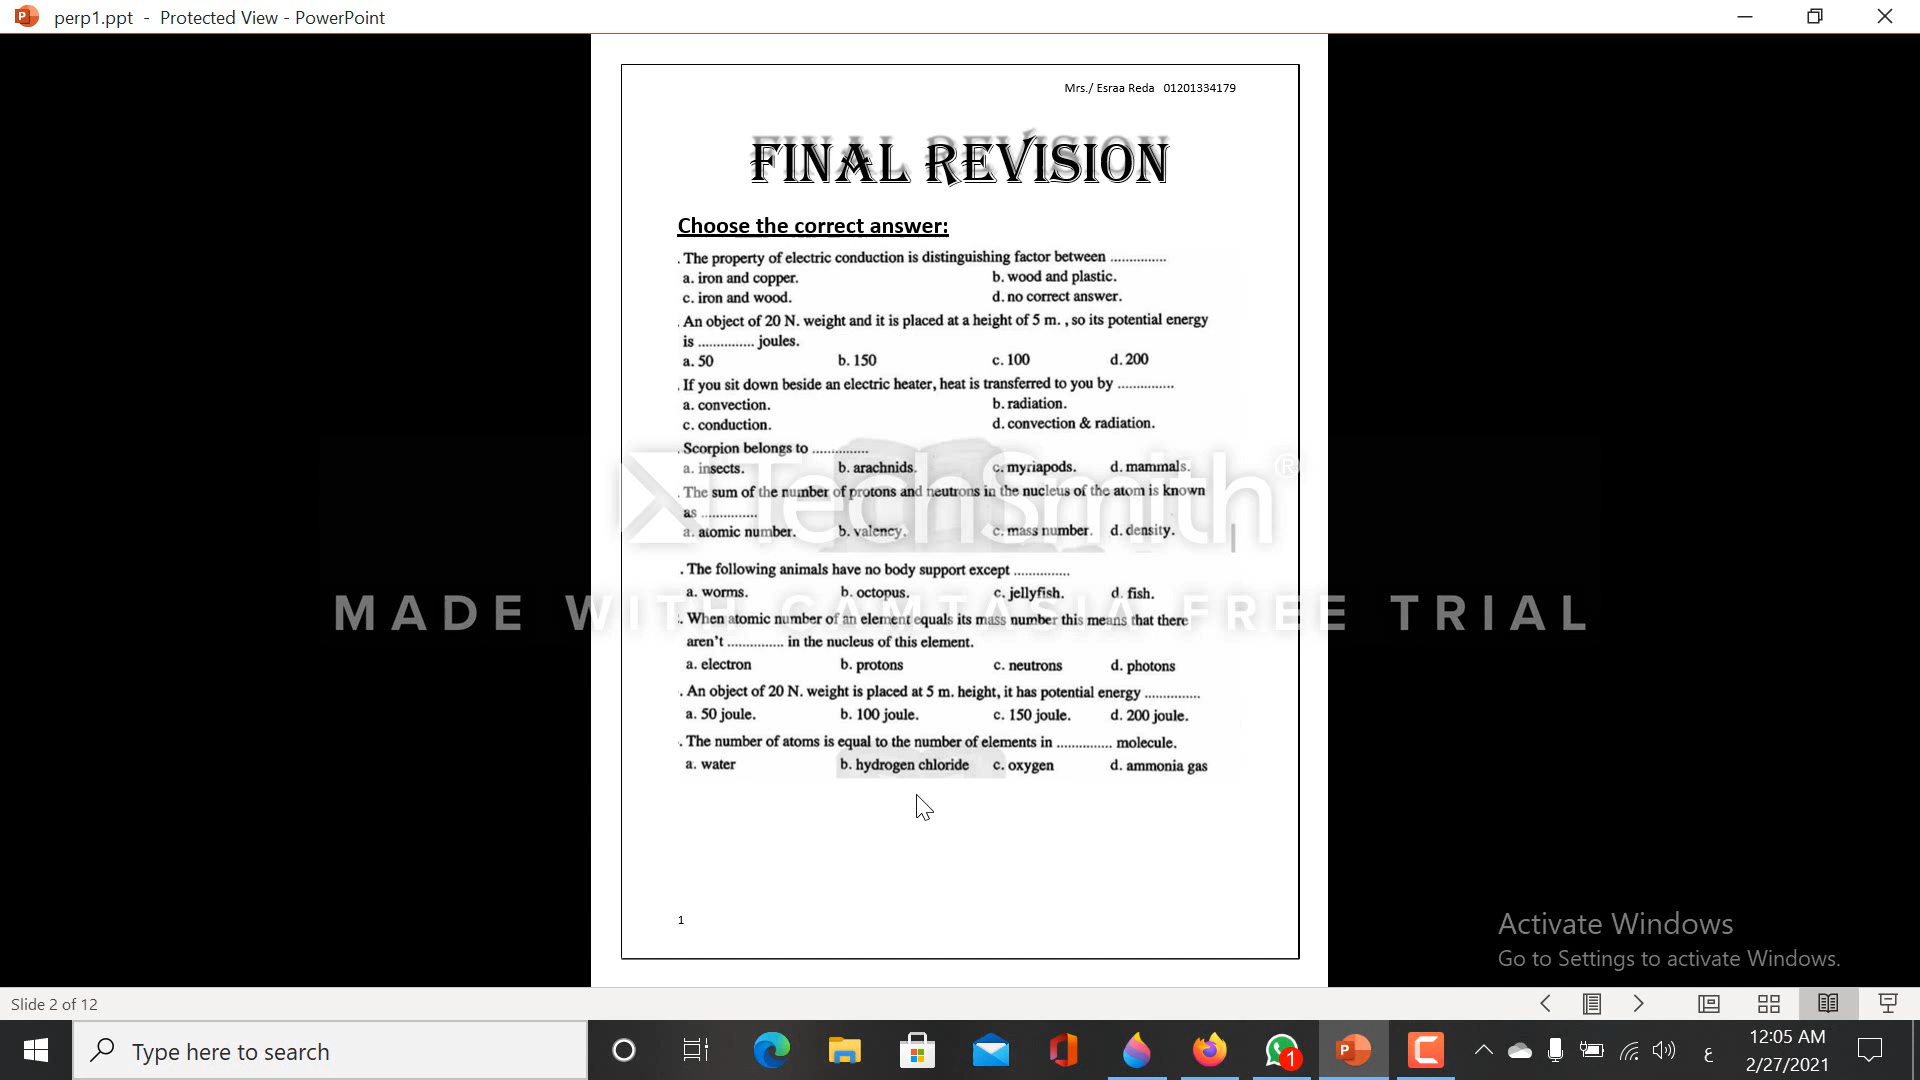 perp1.ppt - Protected View - PowerPoint
Mrs./ Esraa Reda 01201334179
FINAL REVISION
Choose the correct answer:
. The property of electric conduction is distinguishing factor between ..............
a. iron and copper. b. wood and plastic.
c. iron and wood. d. no correct answer.
. An object of 20 N. weight and it is placed at a height of 5 m. , so its potential energy
is .............. joules.
a. 50 b. 150 c. 100 d. 200
. If you sit down beside an electric heater, heat is transferred to you by ..............
a. convection. b. radiation.
c. conduction. d. convection & radiation.
. Scorpion belongs to ..............
a. insects. b. arachnids. c. myriapods. d. mammals.
. The sum of the number of protons and neutrons in the nucleus of the atom is known
as ..............
a. atomic number. b. valency. c. mass number. d. density.
TechSmith®
. The following animals have no body support except ..............
a. worms. b. octopus. c. jellyfish. d. fish.
MADE WITH CAMTASIA FREE TRIAL
. When atomic number of an element equals its mass number this means that there
aren't .............. in the nucleus of this element.
a. electron b. protons c. neutrons d. photons
. An object of 20 N. weight is placed at 5 m. height, it has potential energy ..............
a. 50 joule. b. 100 joule. c. 150 joule. d. 200 joule.
. The number of atoms is equal to the number of elements in .............. molecule.
a. water b. hydrogen chloride c. oxygen d. ammonia gas
1
Activate Windows
Go to Settings to activate Windows.
Slide 2 of 12
Type here to search
1
ع
12:05 AM
2/27/2021